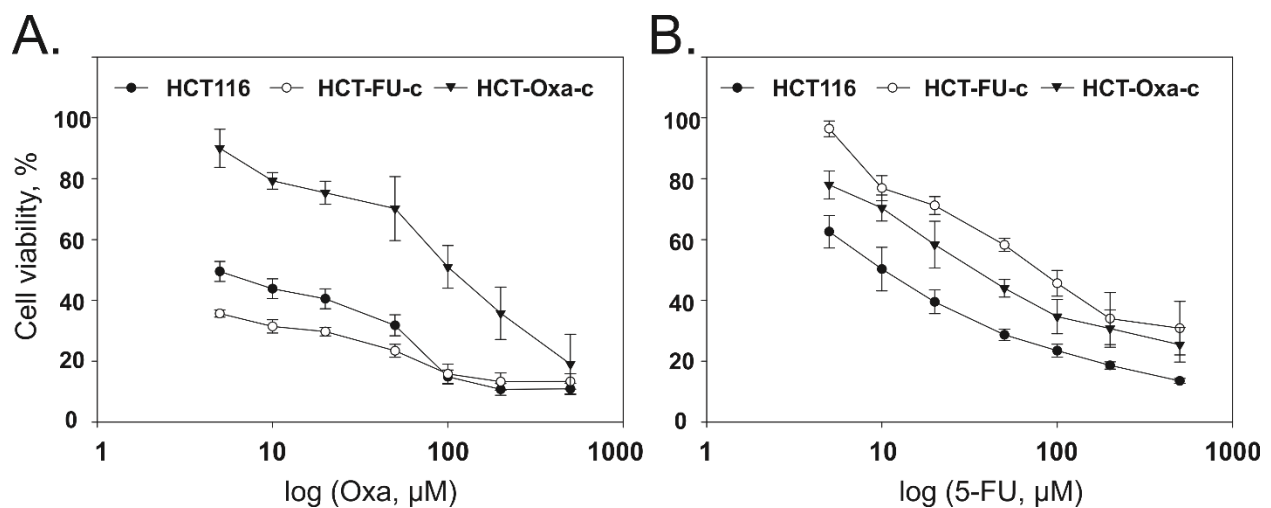 A.
HCT116 HCT-FU-c HCT-Oxa-c
100
80
60
40
20
0
Cell viability, %
1 10 100 1000
log (Oxa, μM)
B.
HCT116 HCT-FU-c HCT-Oxa-c
100
80
60
40
20
0
1 10 100 1000
log (5-FU, μM)